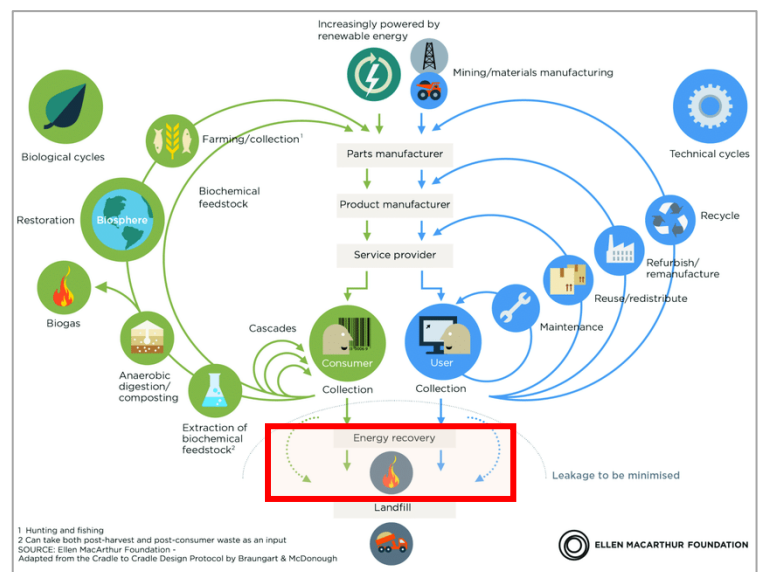 Increasingly powered by
renewable energy
Mining/materials manufacturing
Biological cycles
Technical cycles
Farming/collection¹
Parts manufacturer
Biochemical
feedstock
Product manufacturer
Restoration
Biosphere
Recycle
Service provider
Refurbish/
remanufacture
Reuse/redistribute
Biogas
Cascades
Maintenance
Consumer
User
Anaerobic
digestion/
composting
Collection
Collection
Extraction of
biochemical
feedstock²
Energy recovery
Leakage to be minimised
Landfill
1 Hunting and fishing
2 Can take both post-harvest and post-consumer waste as an input
SOURCE: Ellen MacArthur Foundation -
Adapted from the Cradle to Cradle Design Protocol by Braungart & McDonough
ELLEN MACARTHUR FOUNDATION